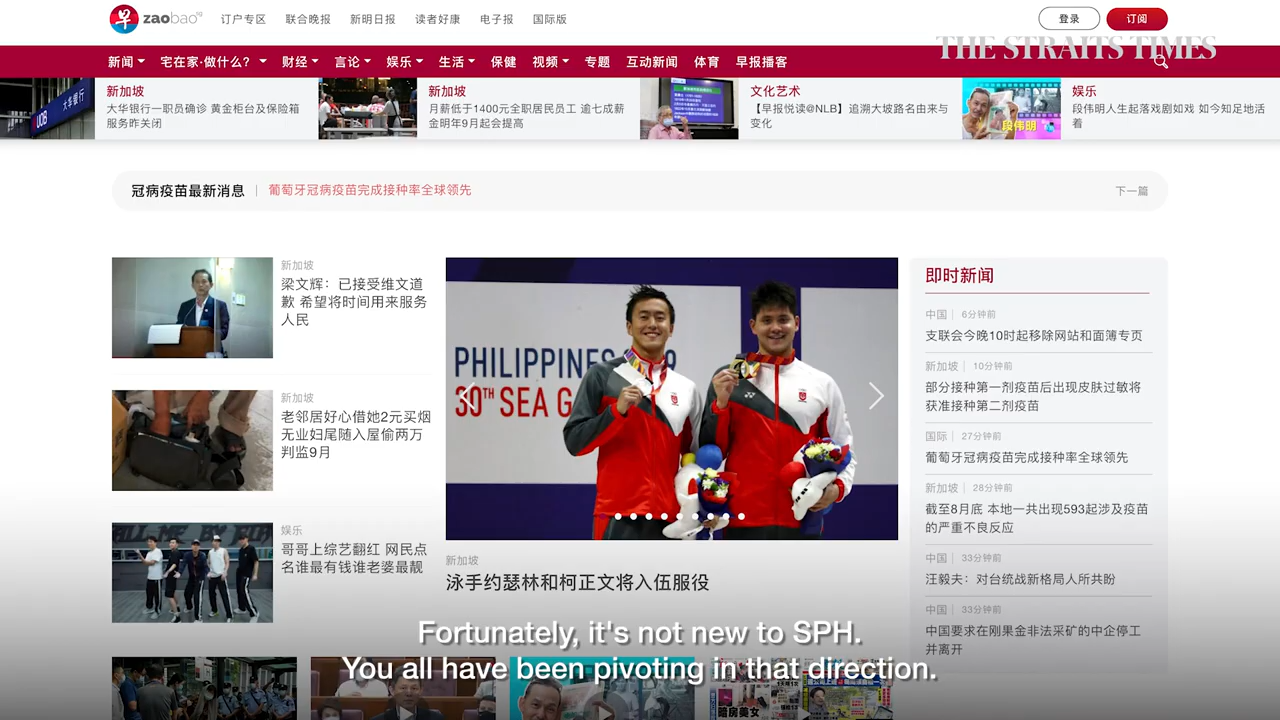 早 zaobao sg 订户专区 联合晚报 新明日报 读者好康 电子报 国际版 登录 订阅
THE STRAITS TIMES
新闻 宅在家·做什么? 财经 言论 娱乐 生活 保健 视频 专题 互动新闻 体育 早报播客
大华银行
UOB
新加坡
大华银行一职员确诊 黄金柜台及保险箱
服务昨关闭
新加坡
月薪低于1400元全职居民员工 逾七成薪
金明年9月起会提高
文化艺术
【早报悦读@NLB】追溯大坡路名由来与
变化
段伟明
娱乐
段伟明人生起落戏剧如戏 如今知足地活
着
冠病疫苗最新消息 | 葡萄牙冠病疫苗完成接种率全球领先 下一篇
新加坡
梁文辉：已接受维文道
歉 希望将时间用来服务
人民
新加坡
老邻居好心借她2元买烟
无业妇尾随入屋偷两万
判监9月
娱乐
哥哥上综艺翻红 网民点
名谁最有钱谁老婆最靓
PHILIPPINES 2019
30TH SEA G
新加坡
泳手约瑟林和柯正文将入伍服役
即时新闻
中国 | 6分钟前
支联会今晚10时起移除网站和面簿专页
新加坡 | 10分钟前
部分接种第一剂疫苗后出现皮肤过敏将
获准接种第二剂疫苗
国际 | 27分钟前
葡萄牙冠病疫苗完成接种率全球领先
新加坡 | 28分钟前
截至8月底 本地一共出现593起涉及疫苗
的严重不良反应
中国 | 33分钟前
汪毅夫：对台统战新格局人所共盼
中国 | 33分钟前
中国要求在刚果金非法采矿的中企停工
并离开
Fortunately, it's not new to SPH.
You all have been pivoting in that direction.